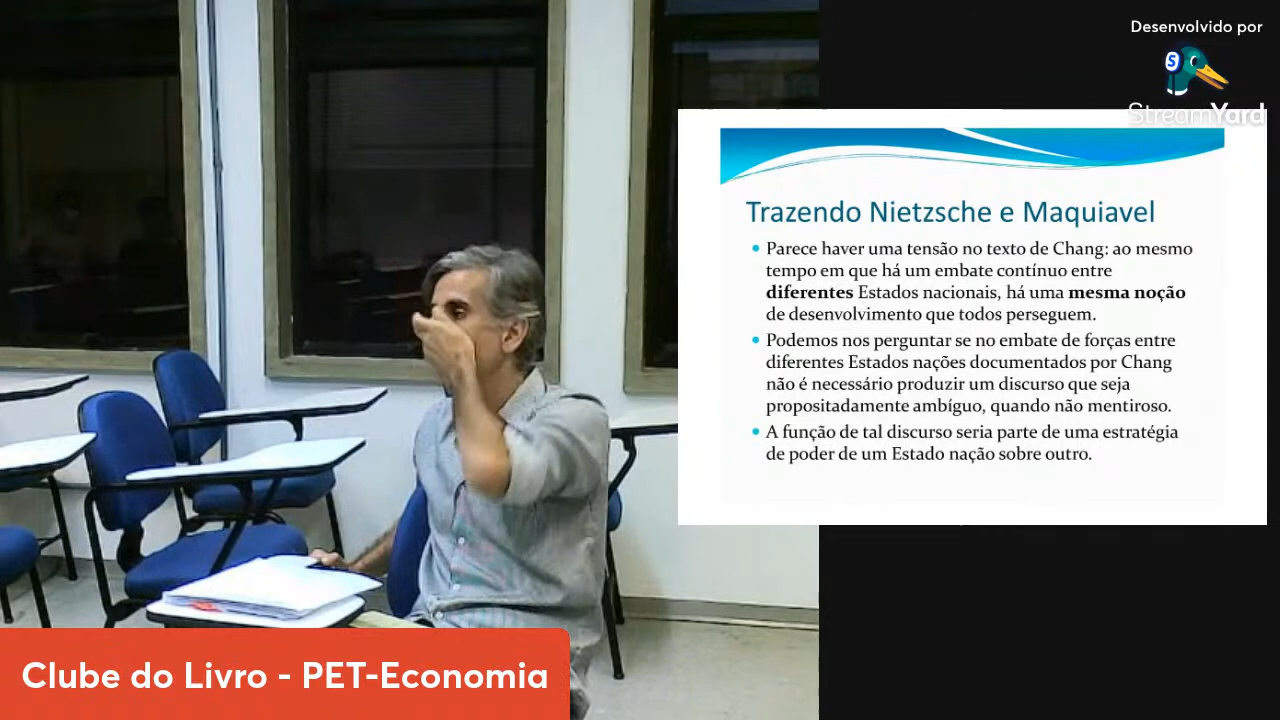 Desenvolvido por
S
StreamYard
Trazendo Nietzsche e Maquiavel
Parece haver uma tensão no texto de Chang: ao mesmo
tempo em que há um embate contínuo entre
diferentes Estados nacionais, há uma mesma noção
de desenvolvimento que todos perseguem.
Podemos nos perguntar se no embate de forças entre
diferentes Estados nações documentados por Chang
não é necessário produzir um discurso que seja
propositadamente ambíguo, quando não mentiroso.
A função de tal discurso seria parte de uma estratégia
de poder de um Estado nação sobre outro.
Clube do Livro - PET-Economia